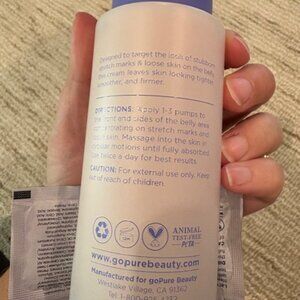 Designed to target the look of stubborn
stretch marks & loose skin on the belly,
this cream leaves skin looking tighter,
smoother, and firmer.
DIRECTIONS: Apply 1-3 pumps to
the front and sides of the belly area
concentrating on stretch marks and
loose skin. Massage into the skin in
circular motions until fully absorbed.
Use twice a day for best results.
CAUTION: For external use only. Keep
out of reach of children.
12M
ANIMAL
TEST FREE
PETA
www.gopurebeauty.com
Manufactured for goPure Beauty
Westlake Village, CA 91362